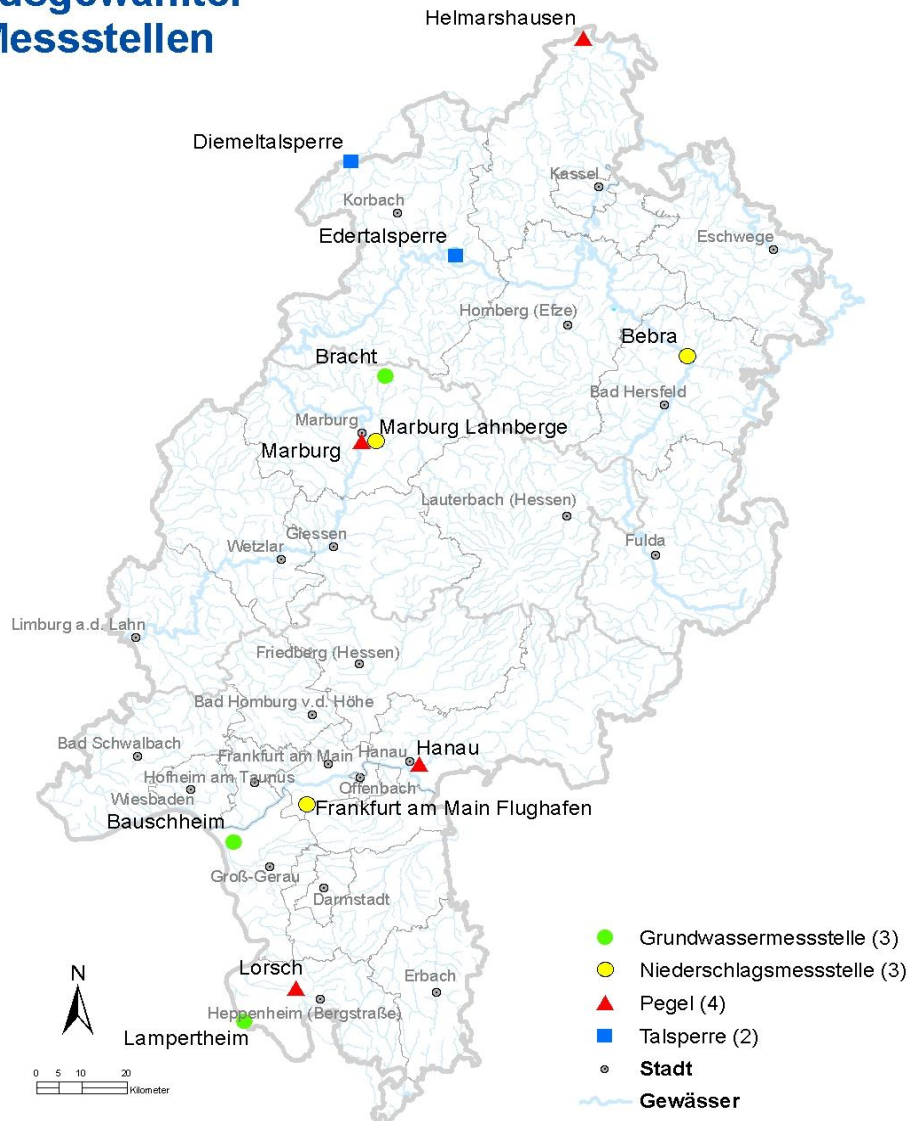 Messstellen
Helmarshausen
Diemeltalsperre
Kassel
Korbach
Edertalsperre
Eschwege
Homberg (Efze)
Bebra
Bracht
Bad Hersfeld
Marburg
Marburg Lahnberge
Marburg
Lauterbach (Hessen)
Giessen
Wetzlar
Fulda
Limburg a.d. Lahn
Friedberg (Hessen)
Bad Homburg v.d. Höhe
Bad Schwalbach
Frankfurt am Main
Hanau
Hanau
Hofheim am Taunus
Offenbach
Wiesbaden
Frankfurt am Main Flughafen
Bauschheim
Groß-Gerau
Darmstadt
Lorsch
Erbach
Heppenheim (Bergstraße)
Lampertheim
N
0 5 10 20
Kilometer
Grundwassermessstelle (3)
Niederschlagsmessstelle (3)
Pegel (4)
Talsperre (2)
Stadt
Gewässer